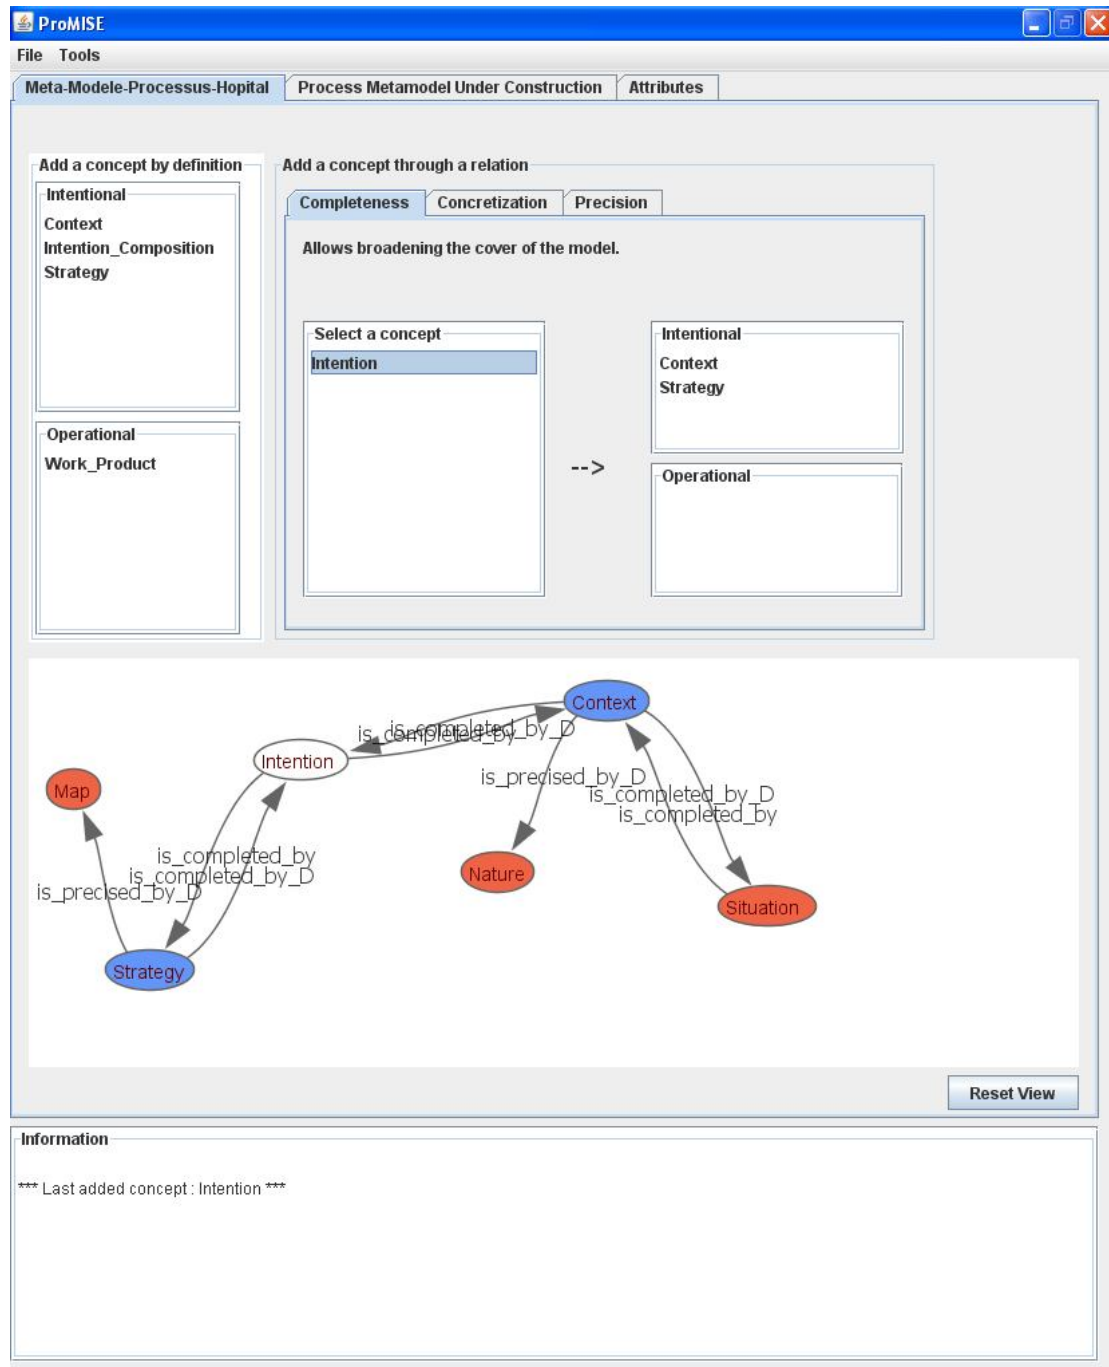 ProMISE
File Tools
Meta-Modele-Processus-Hopital Process Metamodel Under Construction Attributes
Add a concept by definition
Intentional
Context
Intention_Composition
Strategy
Operational
Work_Product
Add a concept through a relation
Completeness Concretization Precision
Allows broadening the cover of the model.
Select a concept
Intention
-->
Intentional
Context
Strategy
Operational
Context
is_completed_by_D
is_completed_by
Intention
Map
is_precised_by_D
is_completed_by_D
is_completed_by
is_completed_by
is_completed_by_D
is_precised_by_D
Nature
Situation
Strategy
Reset View
Information
*** Last added concept : Intention ***